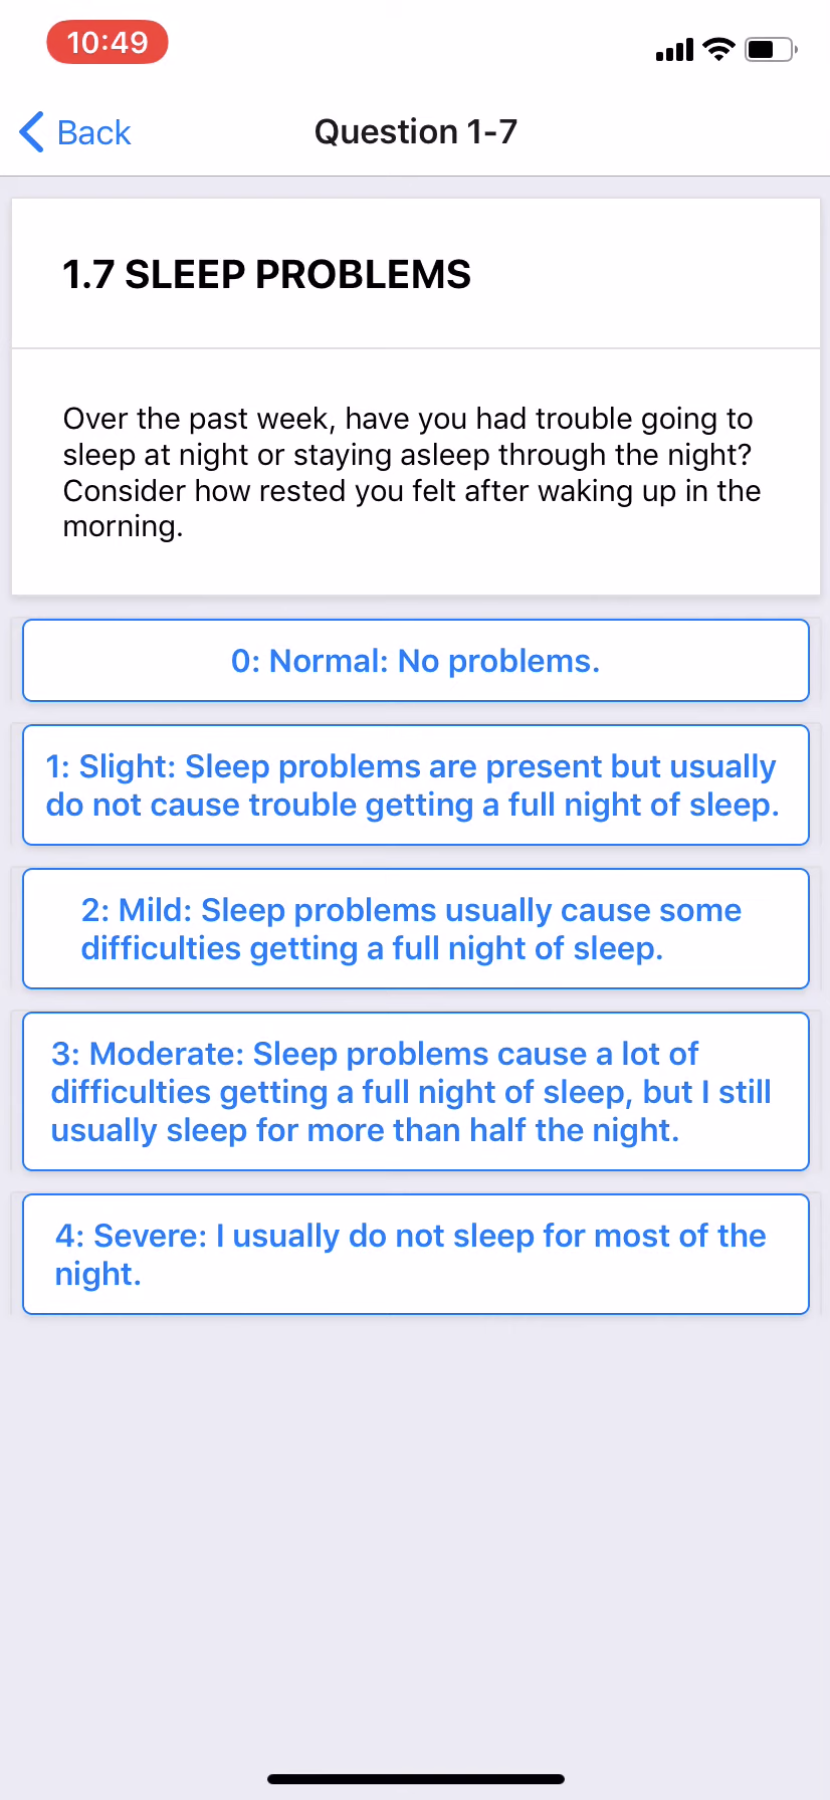 10:49
Back
Question 1-7
1.7 SLEEP PROBLEMS
Over the past week, have you had trouble going to
sleep at night or staying asleep through the night?
Consider how rested you felt after waking up in the
morning.
0: Normal: No problems.
1: Slight: Sleep problems are present but usually
do not cause trouble getting a full night of sleep.
2: Mild: Sleep problems usually cause some
difficulties getting a full night of sleep.
3: Moderate: Sleep problems cause a lot of
difficulties getting a full night of sleep, but I still
usually sleep for more than half the night.
4: Severe: I usually do not sleep for most of the
night.